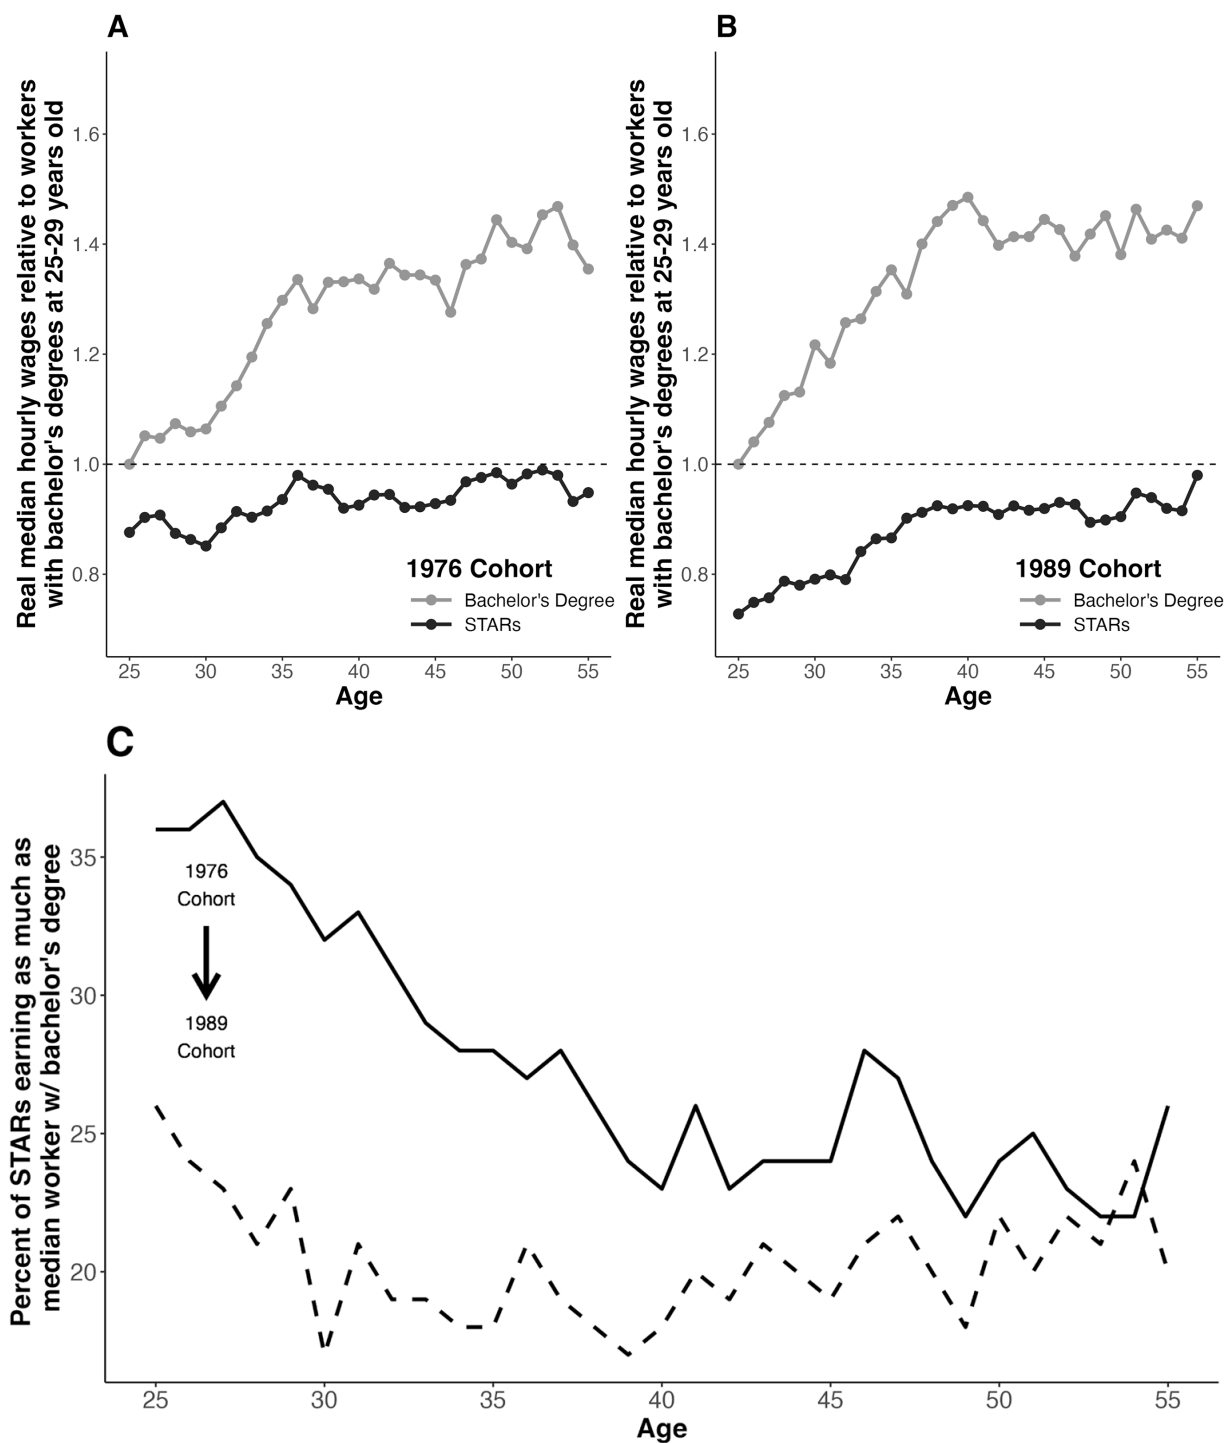 A
Real median hourly wages relative to workers
with bachelor's degrees at 25-29 years old
1.6
1.4
1.2
1.0
0.8
1976 Cohort
Bachelor's Degree
STARs
25 30 35 40 45 50 55
Age
B
Real median hourly wages relative to workers
with bachelor's degrees at 25-29 years old
1.6
1.4
1.2
1.0
0.8
1989 Cohort
Bachelor's Degree
STARs
25 30 35 40 45 50 55
Age
C
Percent of STARs earning as much as
median worker w/ bachelor's degree
35
30
25
20
1976
Cohort
1989
Cohort
25 30 35 40 45 50 55
Age